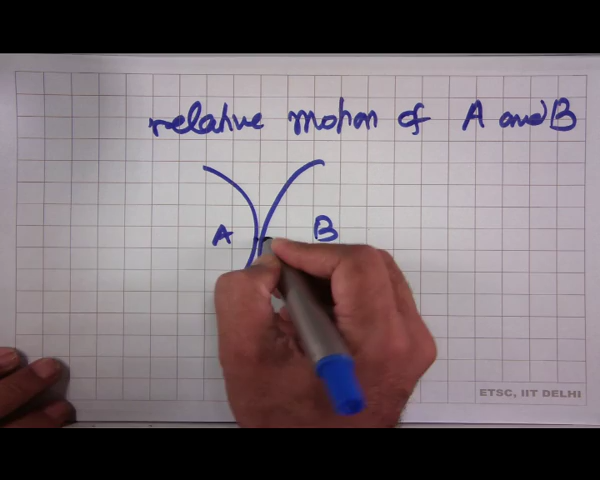 relative motion of A and B
A B
ETSC, IIT DELHI